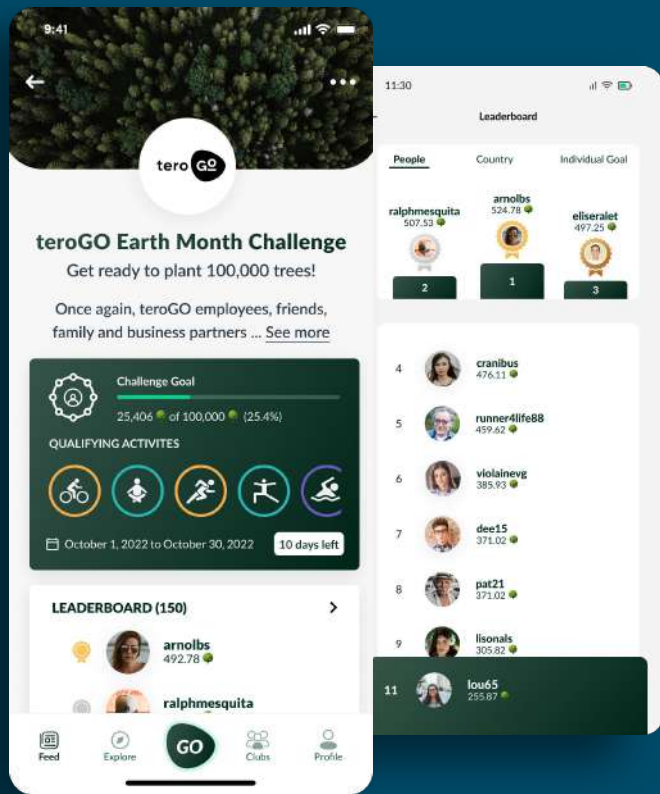 9:41
tero GO
teroGO Earth Month Challenge
Get ready to plant 100,000 trees!
Once again, teroGO employees, friends,
family and business partners ... See more
Challenge Goal
25,406 of 100,000 (25.4%)
QUALIFYING ACTIVITES
October 1, 2022 to October 30, 2022
10 days left
LEADERBOARD (150)
arnolbs
492.78
ralphmesquita
Feed
Explore
GO
Clubs
Profile
11:30
Leaderboard
People
Country
Individual Goal
ralphmesquita
507.53
2
arnolbs
524.78
1
eliseralet
497.25
3
4
cranibus
476.11
5
runner4life88
459.62
6
violainevg
385.93
7
dee15
371.02
8
pat21
371.02
9
lisonals
305.82
11
lou65
255.87